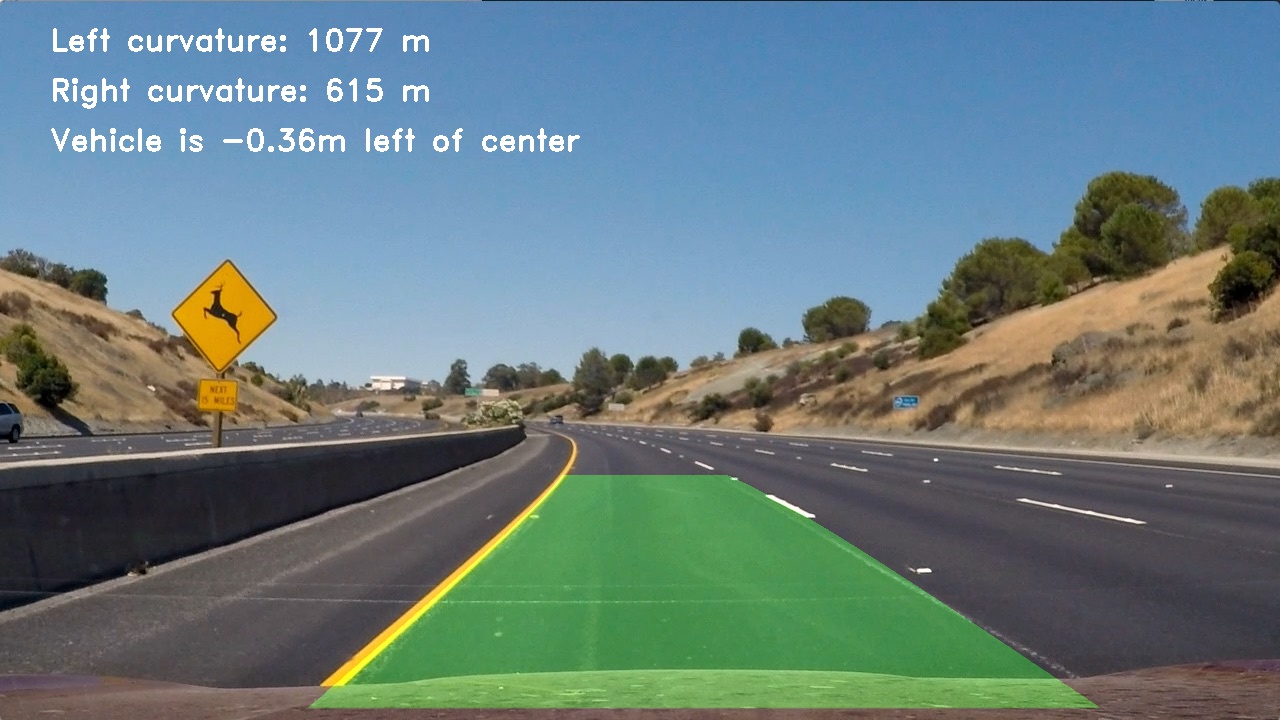 Left curvature: 1077 m
Right curvature: 615 m
Vehicle is -0.36m left of center
NEXT
15 MILES